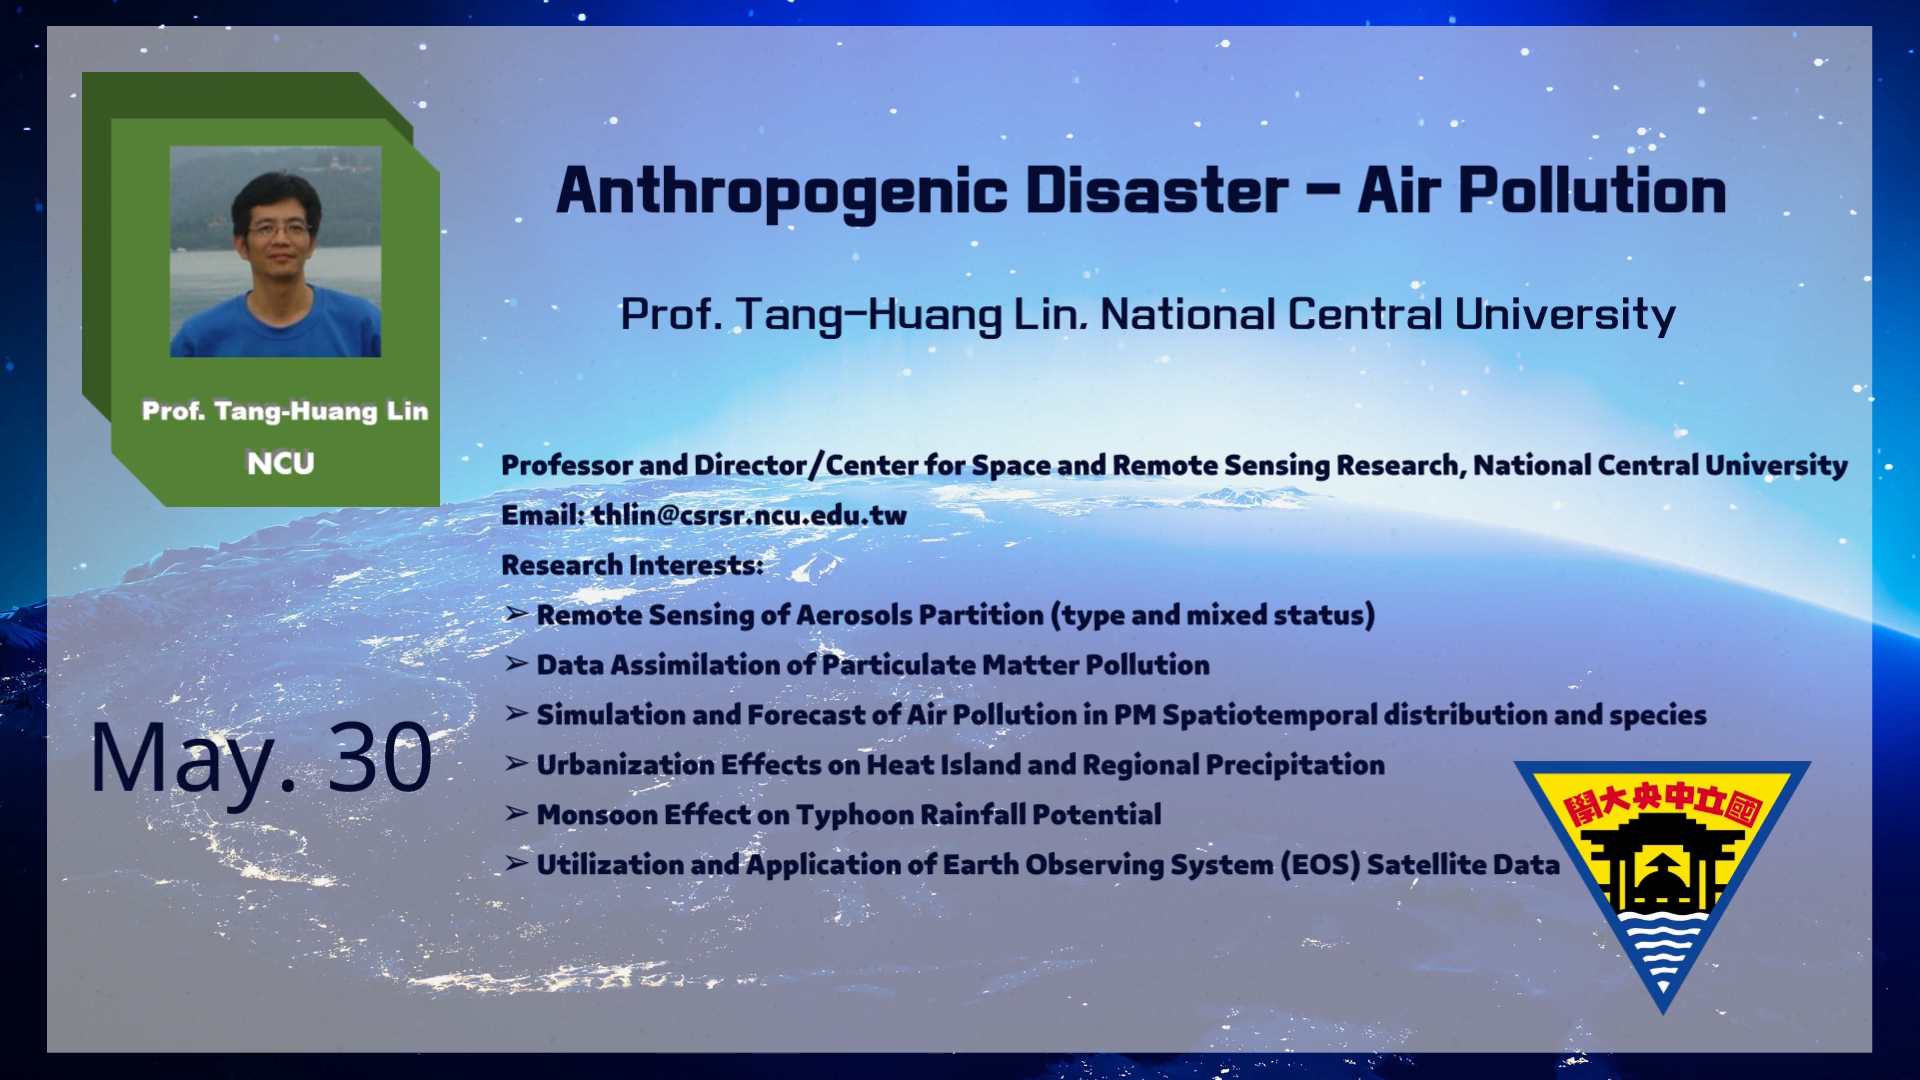 Anthropogenic Disaster - Air Pollution
Prof. Tang-Huang Lin, National Central University
Prof. Tang-Huang Lin
NCU
Professor and Director/Center for Space and Remote Sensing Research, National Central University
Email: thlin@csrsr.ncu.edu.tw
Research Interests:
➢ Remote Sensing of Aerosols Partition (type and mixed status)
➢ Data Assimilation of Particulate Matter Pollution
➢ Simulation and Forecast of Air Pollution in PM Spatiotemporal distribution and species
➢ Urbanization Effects on Heat Island and Regional Precipitation
➢ Monsoon Effect on Typhoon Rainfall Potential
➢ Utilization and Application of Earth Observing System (EOS) Satellite Data
May. 30
學大央中立國